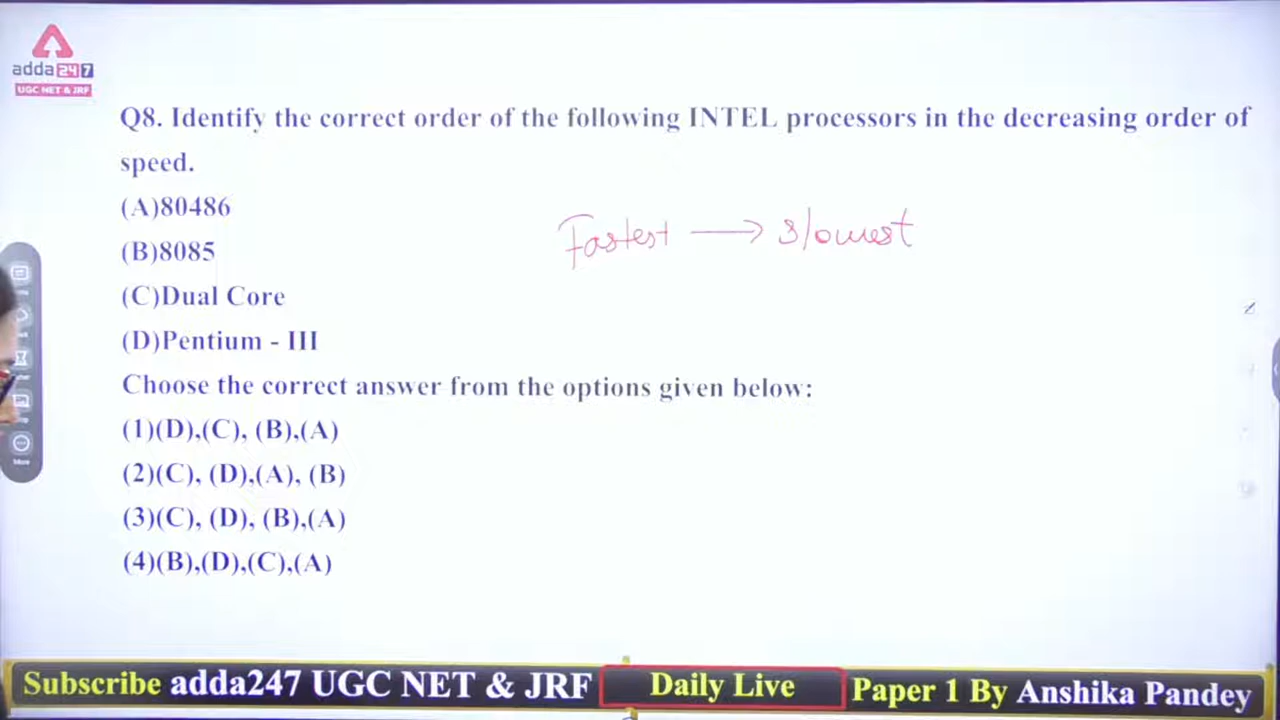 adda247
UGC NET & JRF
Q8. Identify the correct order of the following INTEL processors in the decreasing order of
speed.
(A)80486
Fastest → Slowest
(B)8085
(C)Dual Core
(D)Pentium - III
Choose the correct answer from the options given below:
(1)(D),(C), (B),(A)
(2)(C), (D),(A), (B)
(3)(C), (D), (B),(A)
(4)(B),(D),(C),(A)
More
Subscribe adda247 UGC NET & JRF
Daily Live
Paper 1 By Anshika Pandey